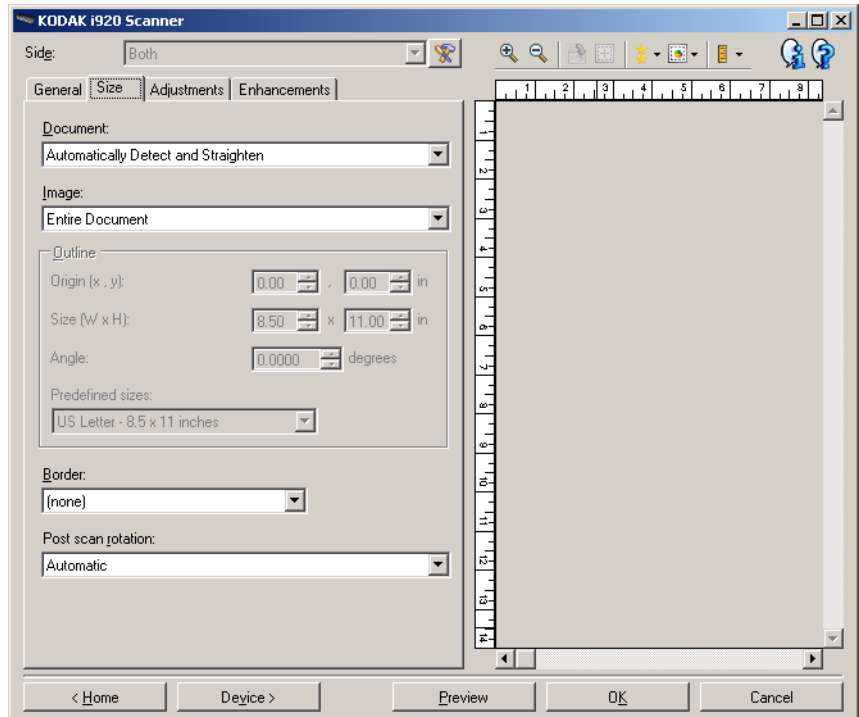 KODAK i920 Scanner
Side: Both
General Size Adjustments Enhancements
Document:
Automatically Detect and Straighten
Image:
Entire Document
Outline
Origin (x , y): 0.00 , 0.00 in
Size (W x H): 8.50 x 11.00 in
Angle: 0.0000 degrees
Predefined sizes:
US Letter - 8.5 x 11 inches
Border:
(none)
Post scan rotation:
Automatic
1 2 3 4 5 6 7 8
1
2
3
4
5
6
7
8
9
10
11
12
13
14
< Home Device > Preview OK Cancel